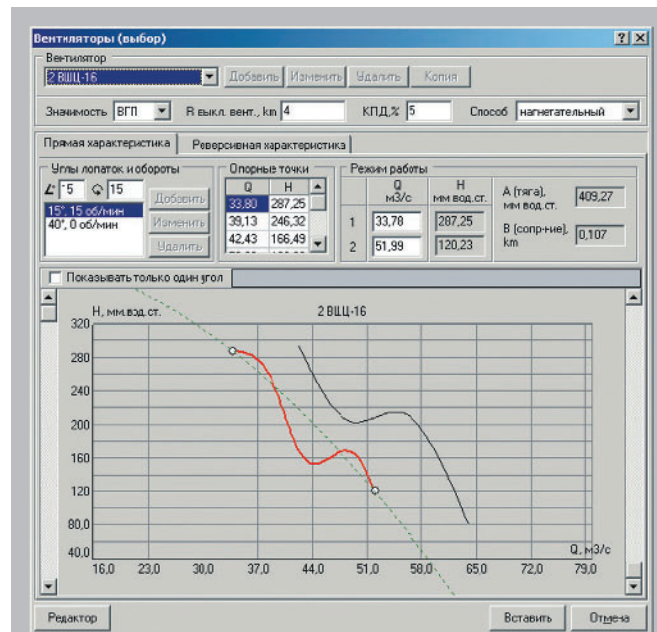 Вентиляторы (выбор)
Вентилятор
2 ВШЦ-16 Добавить Изменить Удалить Копия
Значимость ВГП R выкл. вент., km 4 КПД,% 5 Способ нагнетательный
Прямая характеристика Реверсивная характеристика
Углы лопаток и обороты Опорные точки Режим работы
15 Добавить Q H Q м3/с H мм вод.ст. А (тяга), мм вод.ст. 409,27
15°, 15 об/мин 33,80 287,25 1 33,78 287,25
40°, 0 об/мин Изменить 39,13 246,32 В (сопр-ние), km 0,107
Удалить 42,43 166,49 2 51,99 120,23
Показывать только один угол
H, мм.вод.ст. 2 ВШЦ-16
320
280
240
200
160
120
80,0
40,0 Q, м3/с
16,0 23,0 30,0 37,0 44,0 51,0 58,0 65,0 72,0 79,0
Редактор Вставить Отмена